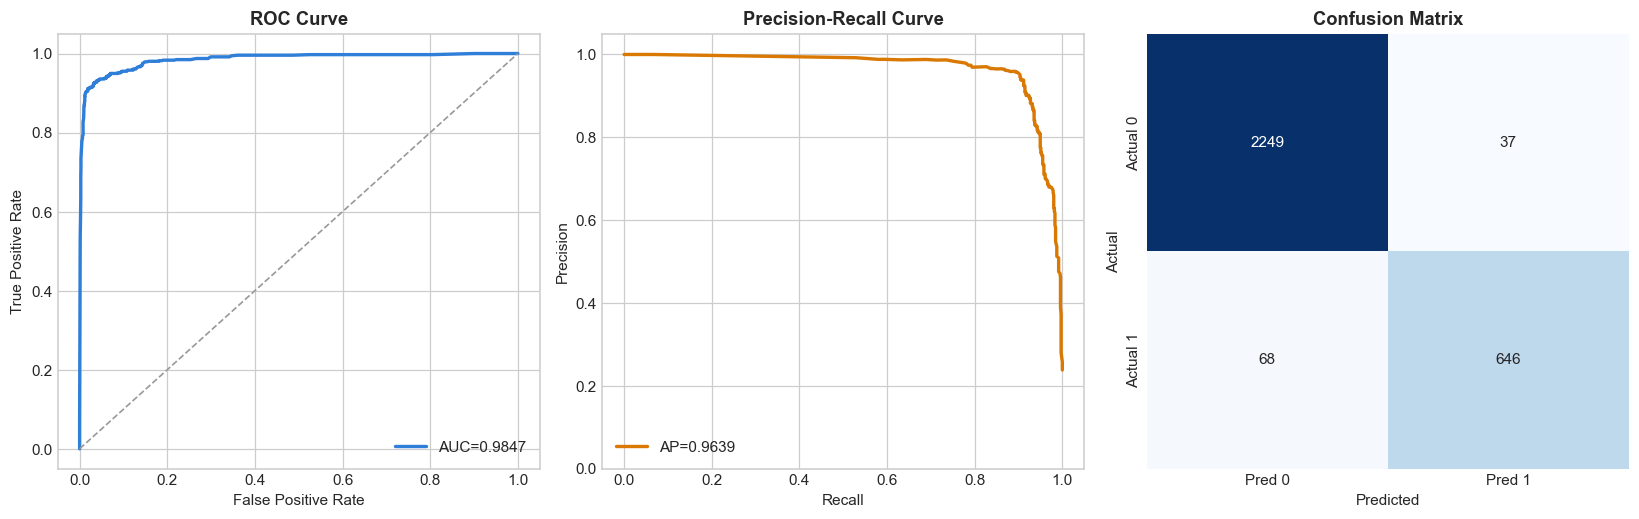 ROC Curve
1.0
0.8
0.6
0.4
0.2
0.0
True Positive Rate
0.0 0.2 0.4 0.6 0.8 1.0
False Positive Rate
AUC=0.9847
Precision-Recall Curve
1.0
0.8
0.6
0.4
0.2
0.0
Precision
0.0 0.2 0.4 0.6 0.8 1.0
Recall
AP=0.9639
Confusion Matrix
Actual
Actual 0
2249 37
Actual 1
68 646
Pred 0 Pred 1
Predicted